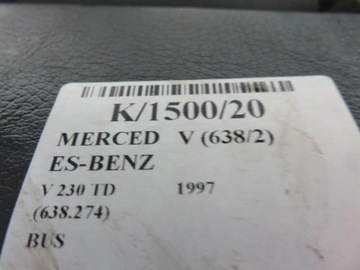 K/1500/20
MERCED V (638/2)
ES-BENZ
V 230 TD 1997
(638.274)
BUS